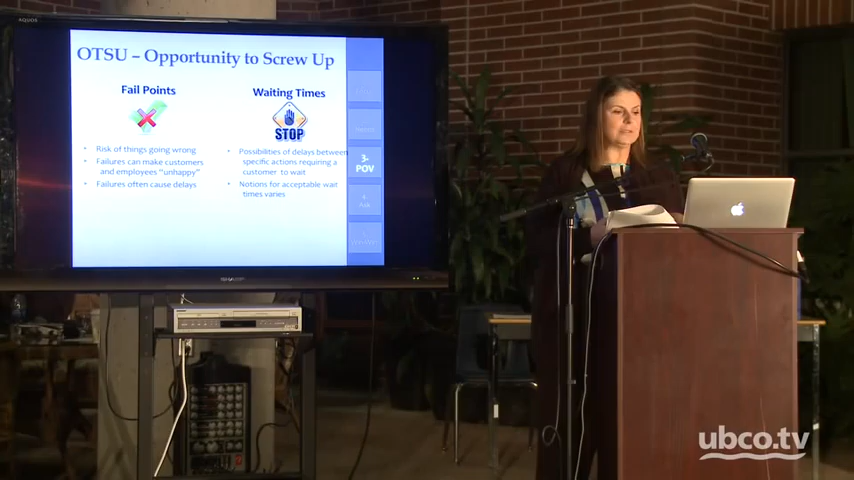 AQUOS
OTSU – Opportunity to Screw Up
Fail Points
Waiting Times
STOP
• Risk of things going wrong
• Failures can make customers
and employees "unhappy"
• Failures often cause delays
• Possibilities of delays between
specific actions requiring a
customer to wait
• Notions for acceptable wait
times varies
3-
POV
Ask
ubco.tv